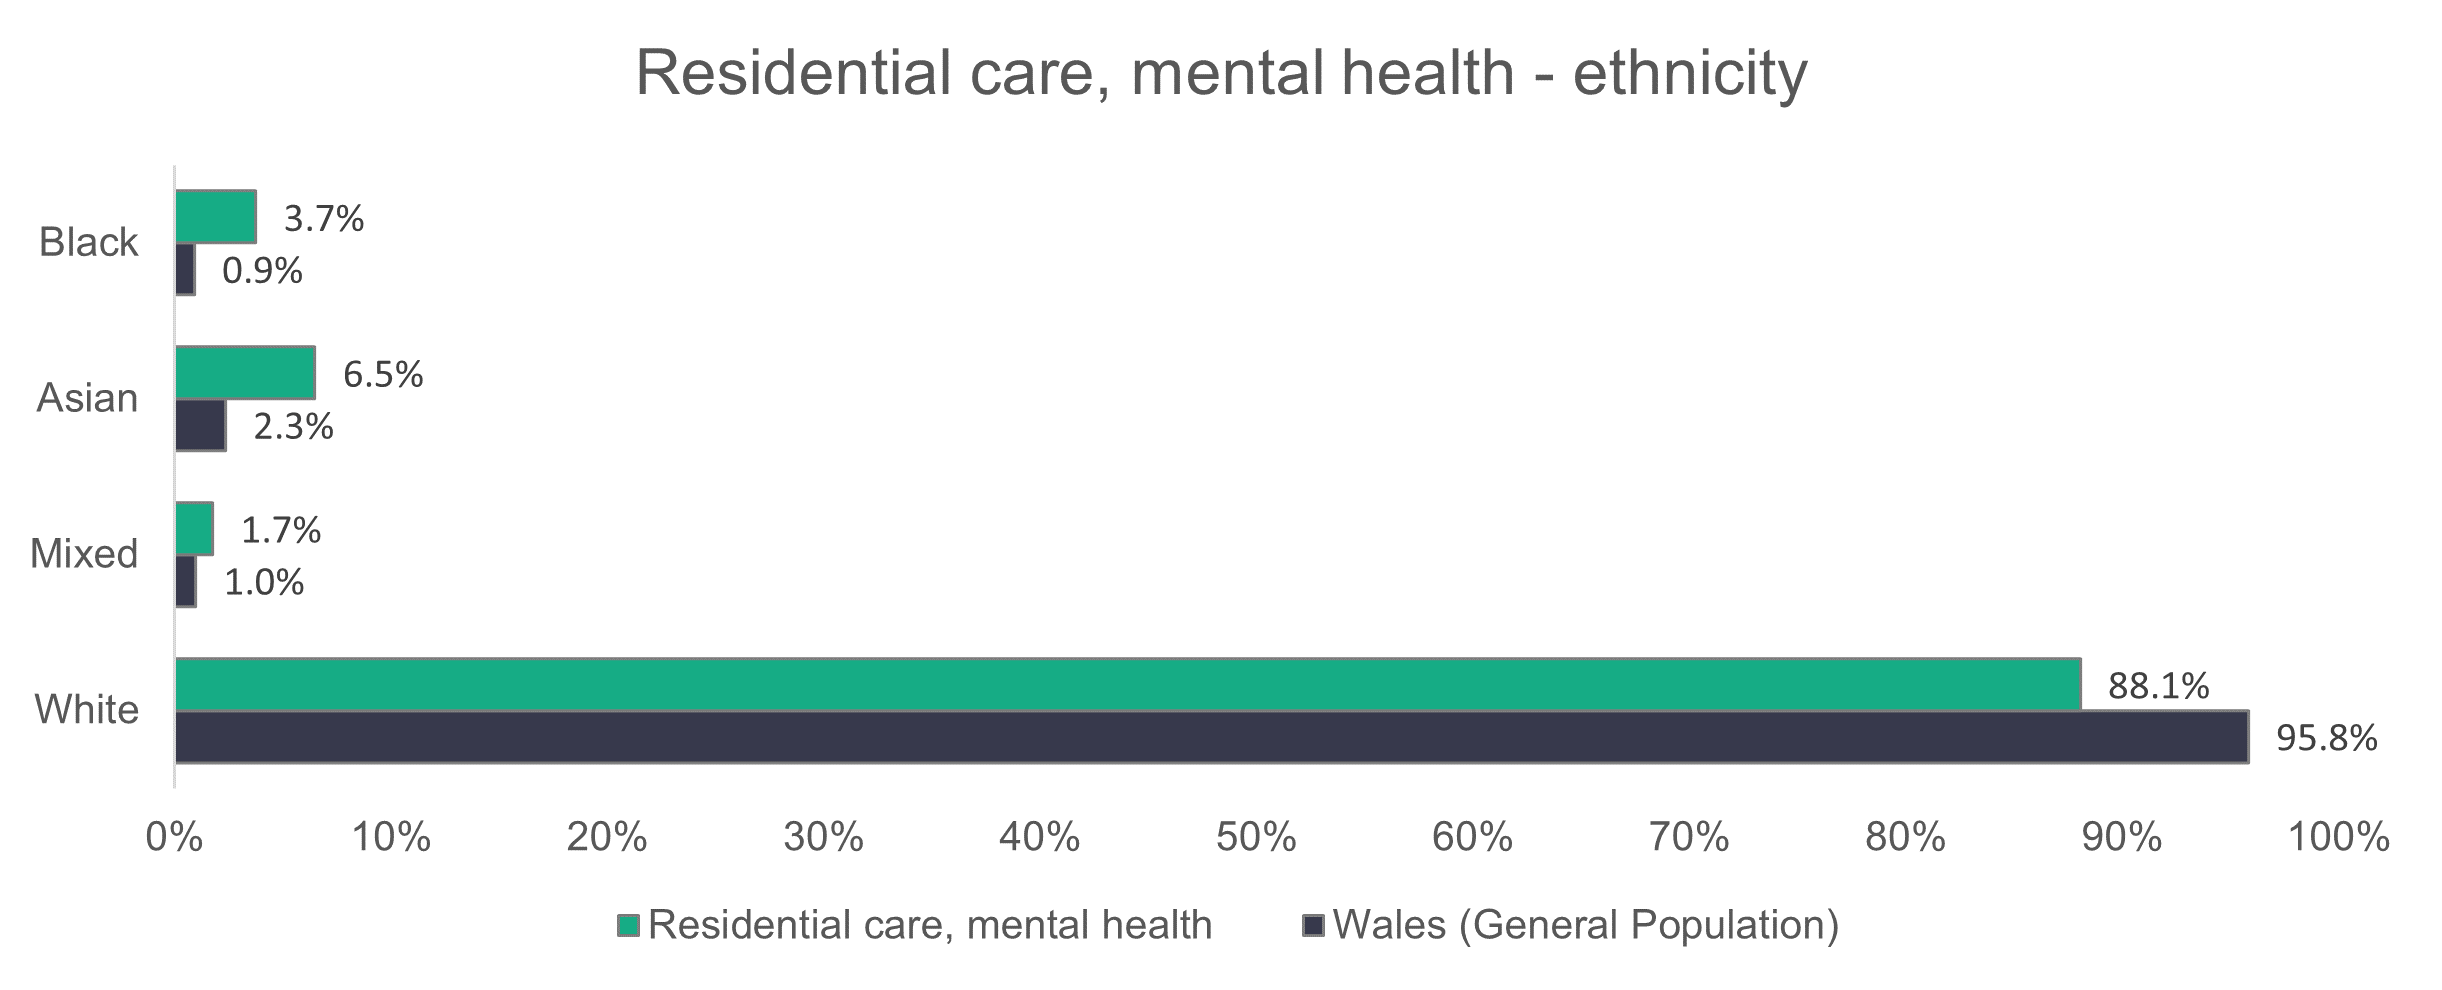 Residential care, mental health - ethnicity
Black
3.7%
0.9%
Asian
6.5%
2.3%
Mixed
1.7%
1.0%
White
88.1%
95.8%
0% 10% 20% 30% 40% 50% 60% 70% 80% 90% 100%
Residential care, mental health Wales (General Population)